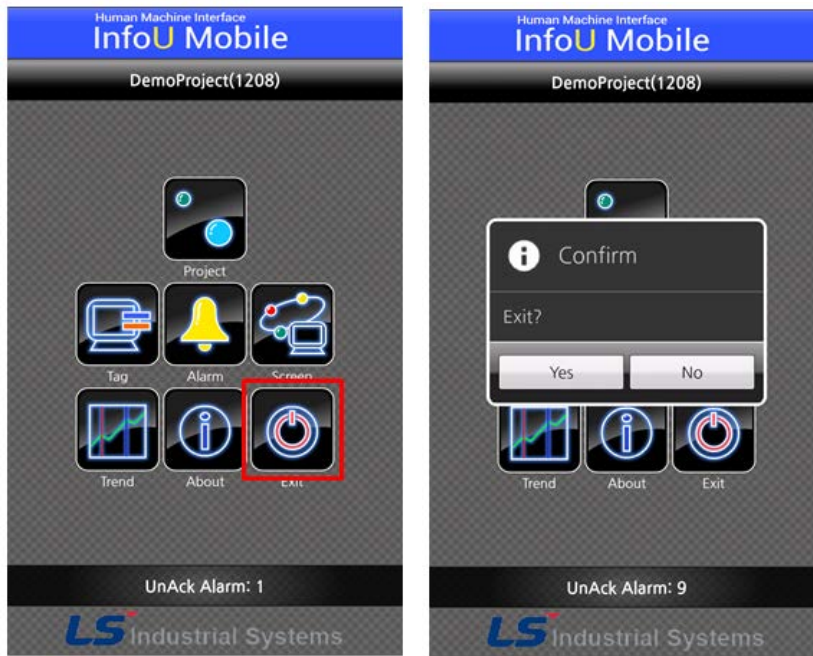 Human Machine Interface
InfoU Mobile
DemoProject(1208)
Project
Tag Alarm Screen
Trend About Exit
UnAck Alarm: 1
LS Industrial Systems
Human Machine Interface
InfoU Mobile
DemoProject(1208)
Confirm
Exit?
Yes No
Trend About Exit
UnAck Alarm: 9
LS Industrial Systems